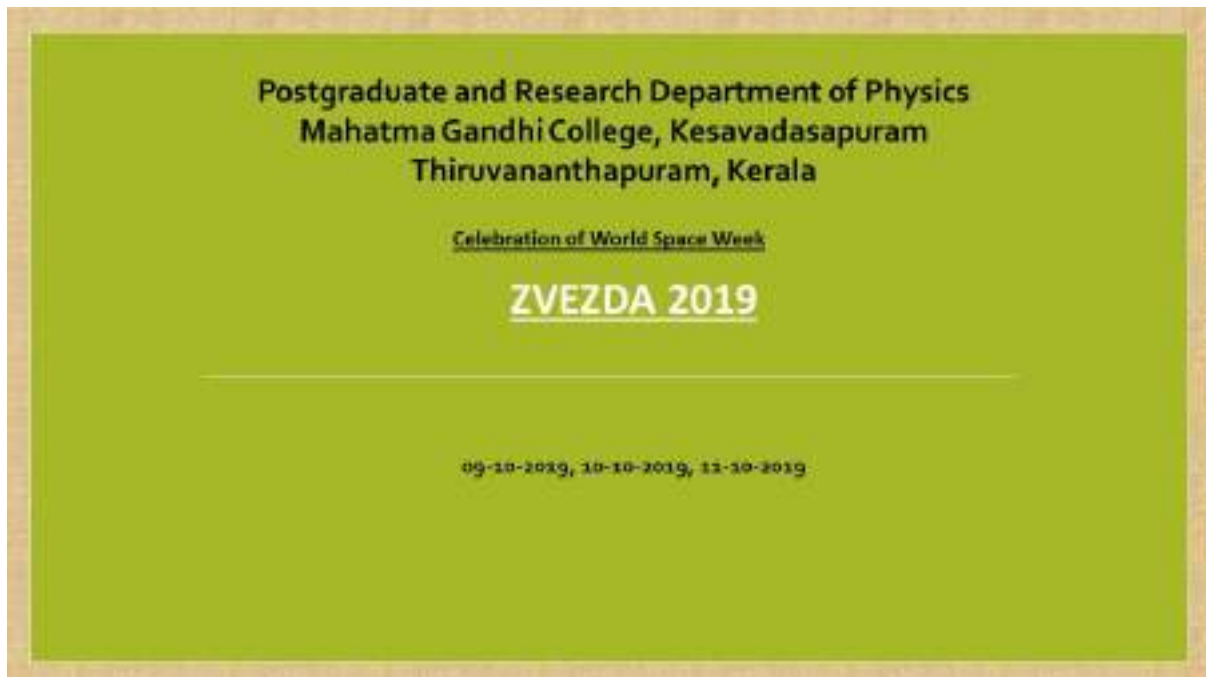 Postgraduate and Research Department of Physics
Mahatma Gandhi College, Kesavadasapuram
Thiruvananthapuram, Kerala
Celebration of World Space Week
ZVEZDA 2019
09-10-2019, 10-10-2019, 11-10-2019